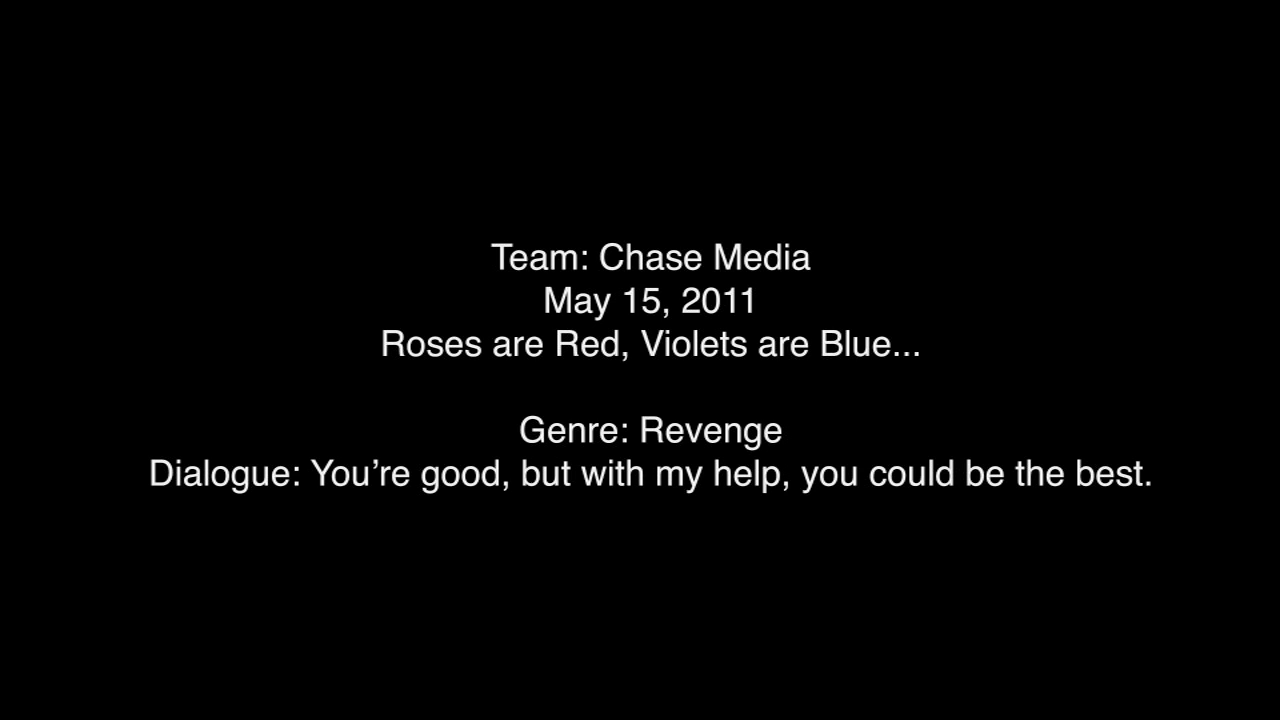 Team: Chase Media
May 15, 2011
Roses are Red, Violets are Blue...
Genre: Revenge
Dialogue: You’re good, but with my help, you could be the best.